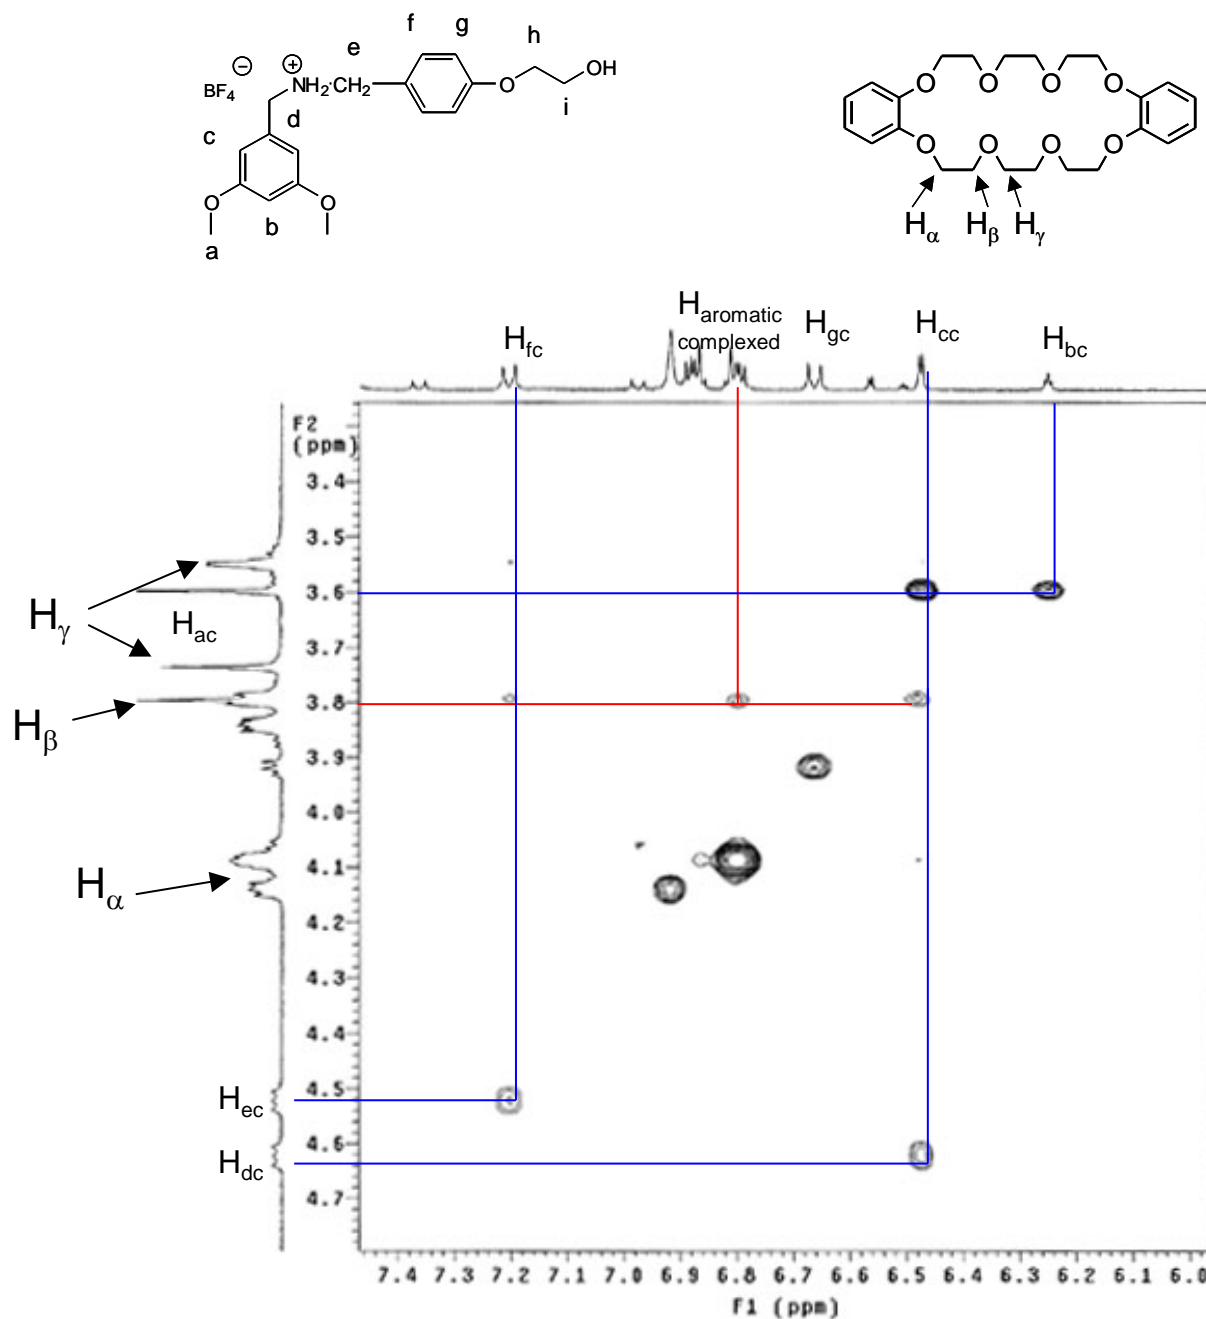 f
g
e
h
⊖
⊕
BF4
NH2
CH2
OH
O
i
c
d
O
O
b
a
O O O O
O O O O
Hα Hβ Hγ
Haromatic
complexed
Hfc
Hgc
Hcc
Hbc
F2
(ppm)
3.4
3.5
3.6
3.7
3.8
3.9
4.0
4.1
4.2
4.3
4.4
4.5
4.6
4.7
Hγ
Hac
Hβ
Hα
Hec
Hdc
7.4 7.3 7.2 7.1 7.0 6.9 6.8 6.7 6.6 6.5 6.4 6.3 6.2 6.1 6.0
F1 (ppm)